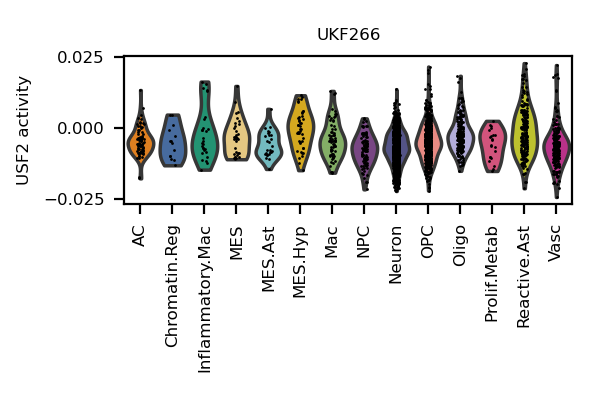 UKF266
USF2 activity
0.025
0.000
−0.025
AC
Chromatin.Reg
Inflammatory.Mac
MES
MES.Ast
MES.Hyp
Mac
NPC
Neuron
OPC
Oligo
Prolif.Metab
Reactive.Ast
Vasc